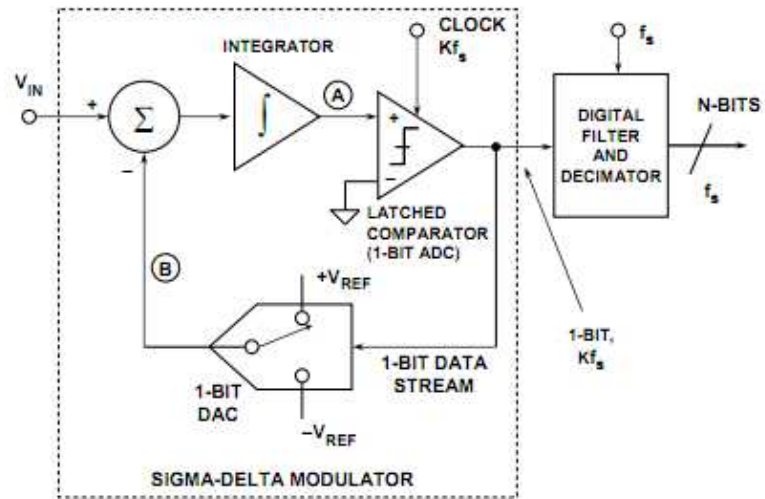 CLOCK
Kfs
INTEGRATOR
fs
VIN
+
Σ
−
∫
A
+
−
DIGITAL
FILTER
AND
DECIMATOR
N-BITS
fs
LATCHED
COMPARATOR
(1-BIT ADC)
B
+VREF
1-BIT DATA
STREAM
1-BIT,
Kfs
1-BIT
DAC
−VREF
SIGMA-DELTA MODULATOR